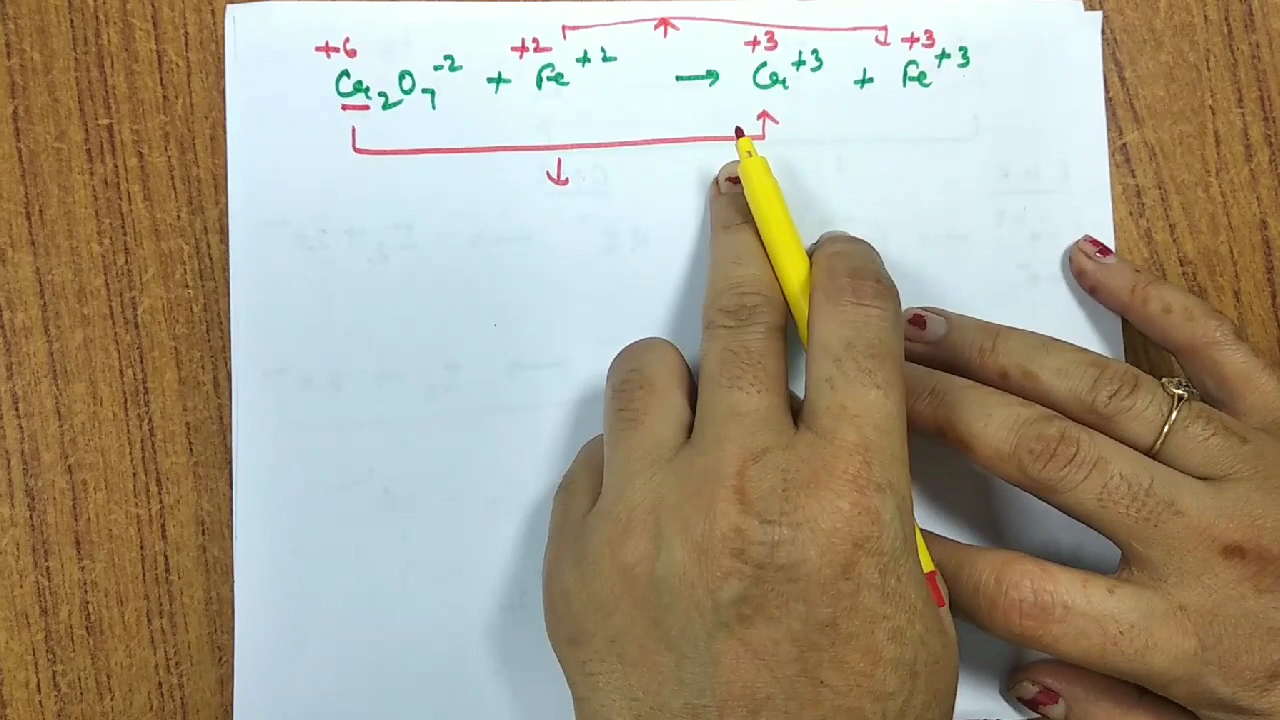 +6 +2 +3 +3
Cr₂O₇⁻² + Fe⁺² → Cr⁺³ + Fe⁺³